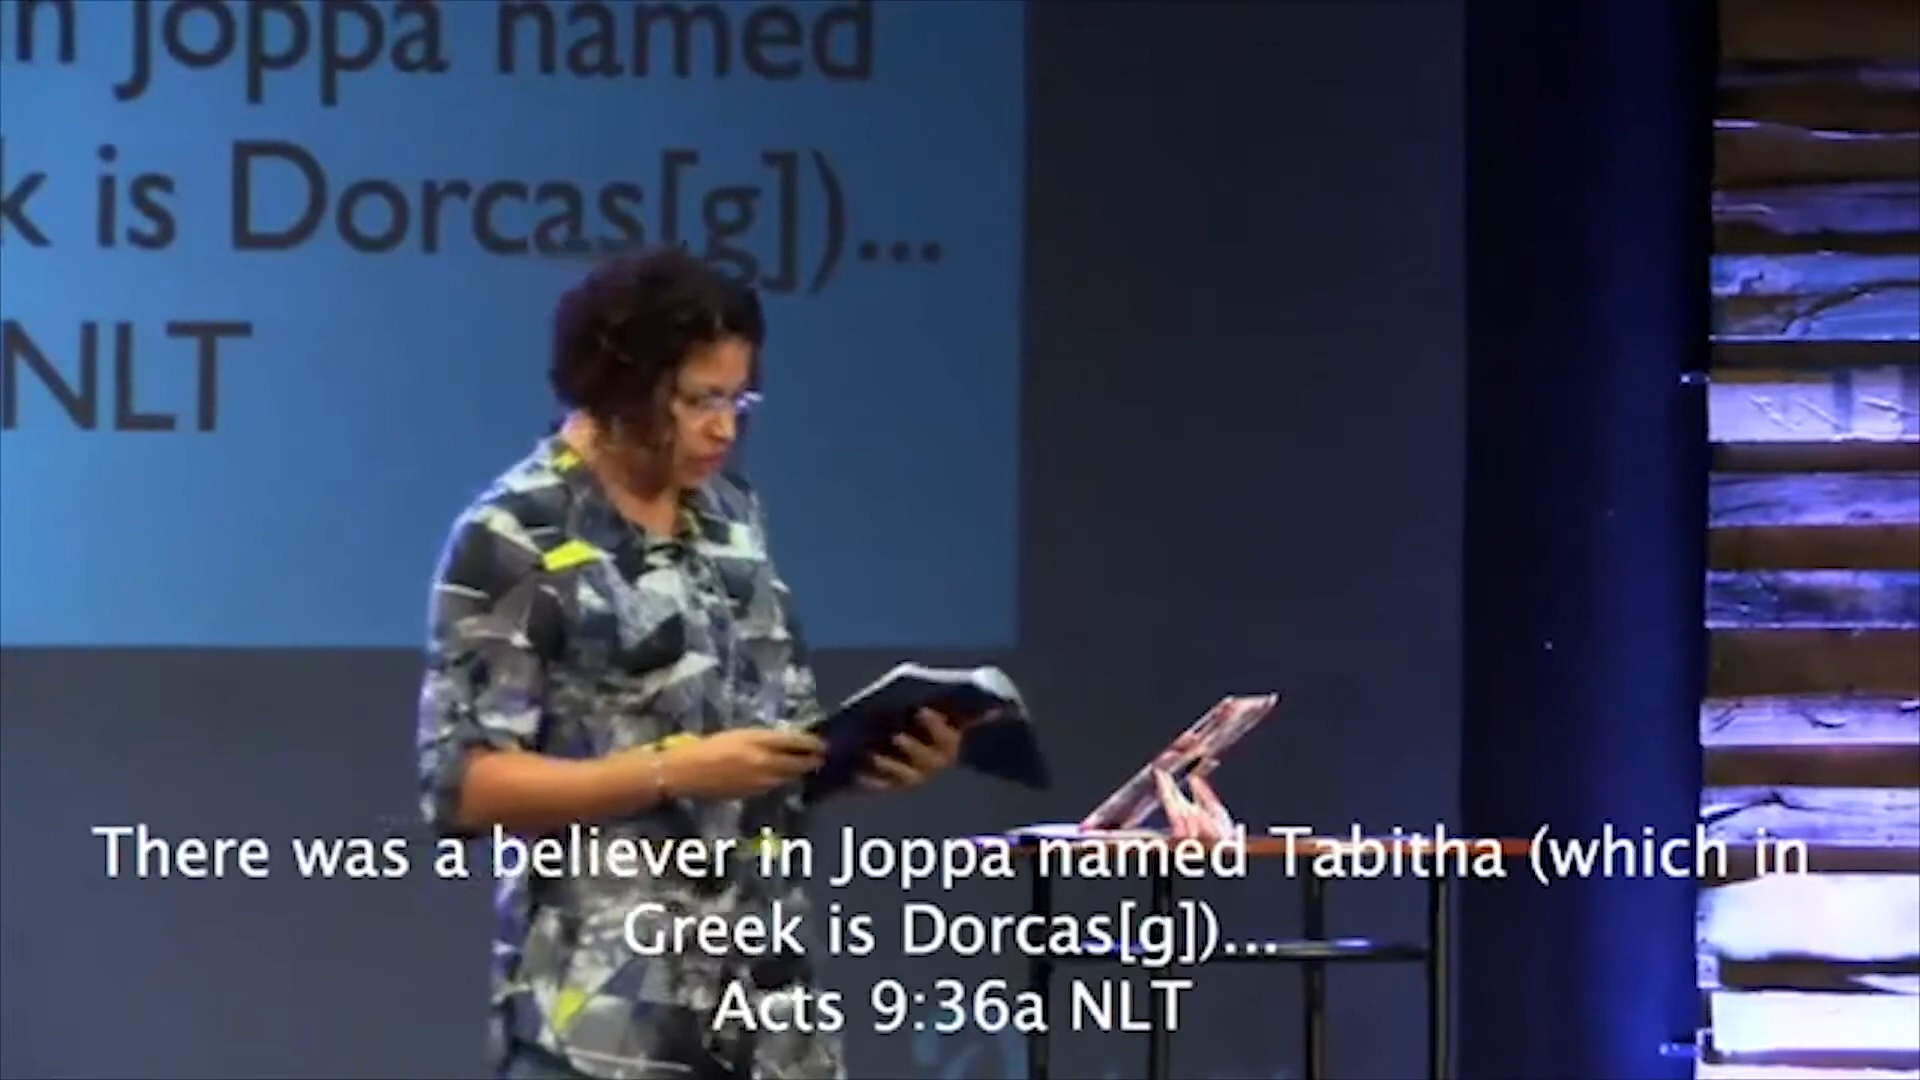 n Joppa named
k is Dorcas[g])...
NLT
There was a believer in Joppa named Tabitha (which in
Greek is Dorcas[g])...
Acts 9:36a NLT